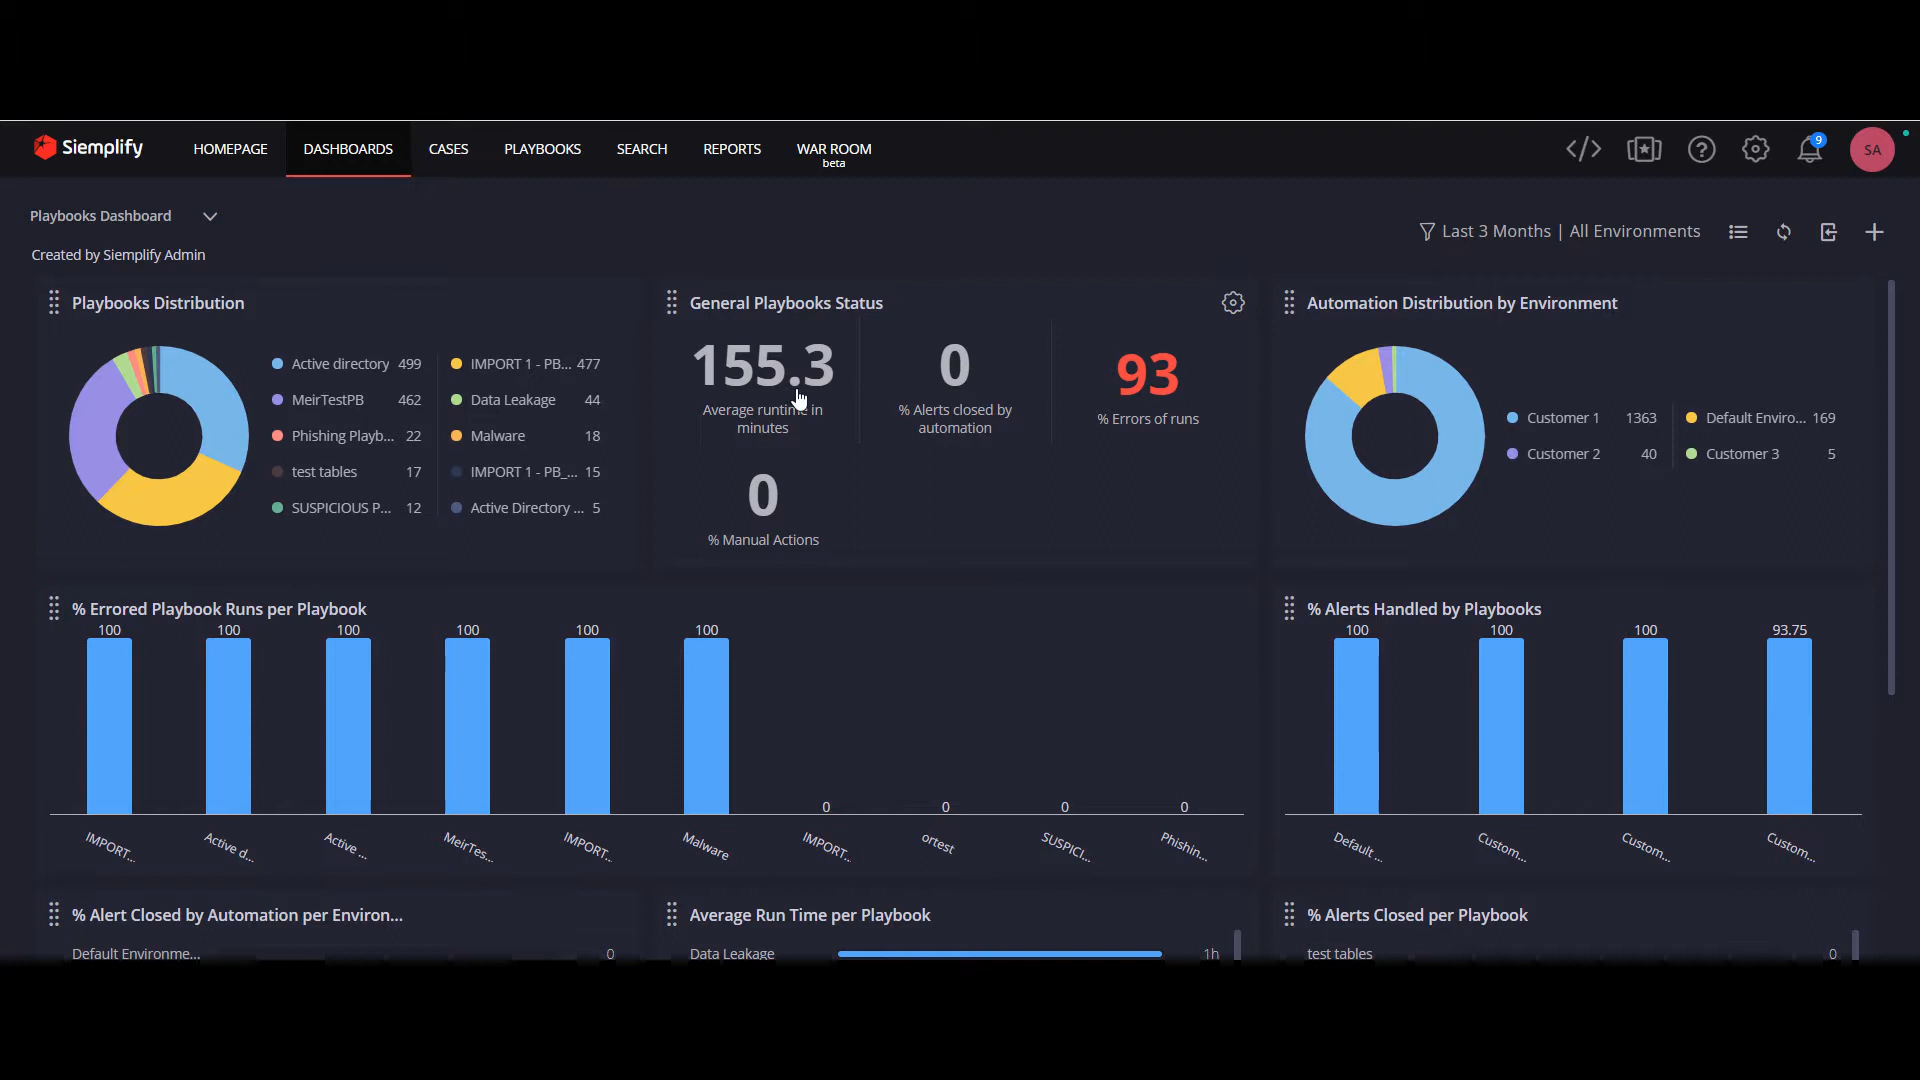 Siemplify
HOMEPAGE
DASHBOARDS
CASES
PLAYBOOKS
SEARCH
REPORTS
WAR ROOM
beta
9
SA
Playbooks Dashboard
Created by Siemplify Admin
Last 3 Months | All Environments
Playbooks Distribution
Active directory 499
IMPORT 1 - PB... 477
MeirTestPB 462
Data Leakage 44
Phishing Playb... 22
Malware 18
test tables 17
IMPORT 1 - PB_... 15
SUSPICIOUS P... 12
Active Directory ... 5
General Playbooks Status
155.3
Average runtime in
minutes
0
% Alerts closed by
automation
93
% Errors of runs
0
% Manual Actions
Automation Distribution by Environment
Customer 1 1363
Default Enviro... 169
Customer 2 40
Customer 3 5
% Errored Playbook Runs per Playbook
100 100 100 100 100 100
0 0 0 0
IMPORT... Active d... Active ... MeirTes... IMPORT... Malware IMPORT... ortest SUSPICI... Phishin...
% Alerts Handled by Playbooks
100 100 100 93.75
Default ... Custom... Custom... Custom...
% Alert Closed by Automation per Environ...
Default Environme... 0
Average Run Time per Playbook
Data Leakage 1h
% Alerts Closed per Playbook
test tables 0